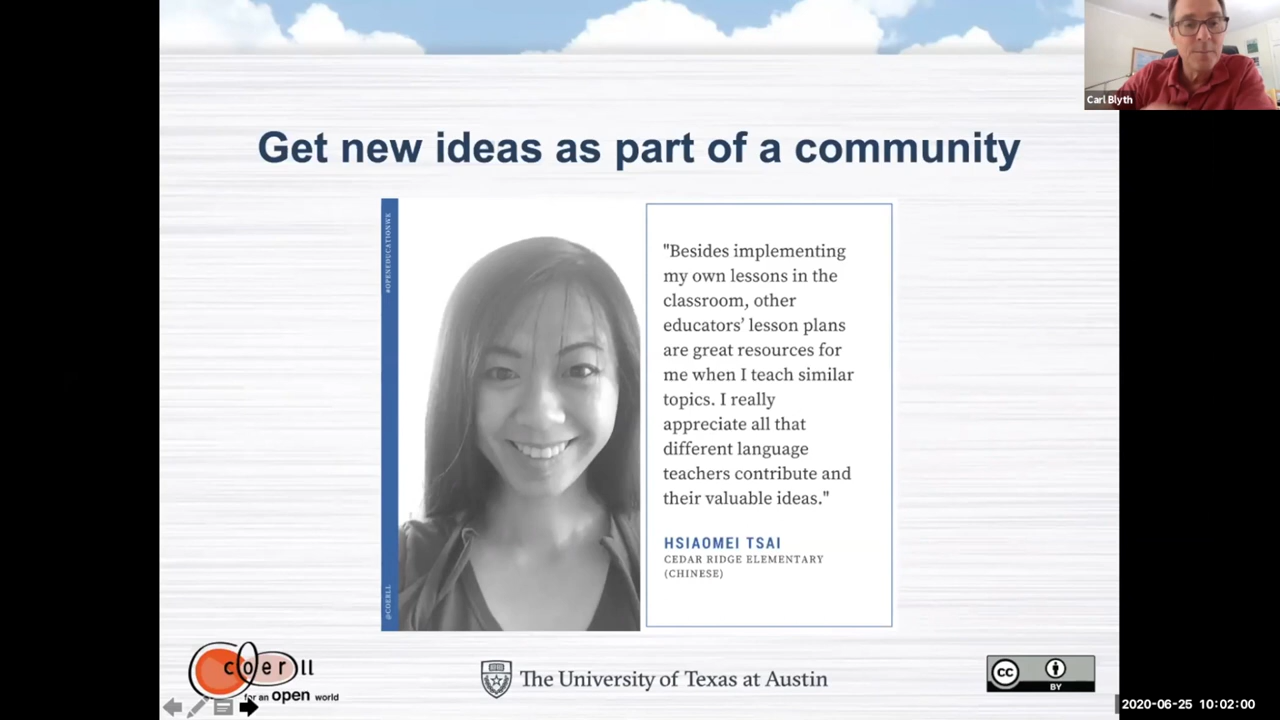 Carl Blyth
Get new ideas as part of a community
#OPENEDUCATIONWK
@COERLL
"Besides implementing
my own lessons in the
classroom, other
educators’ lesson plans
are great resources for
me when I teach similar
topics. I really
appreciate all that
different language
teachers contribute and
their valuable ideas."
HSIAOMEI TSAI
CEDAR RIDGE ELEMENTARY
(CHINESE)
coerll
for an open world
The University of Texas at Austin
CC
BY
2020-06-25 10:02:00